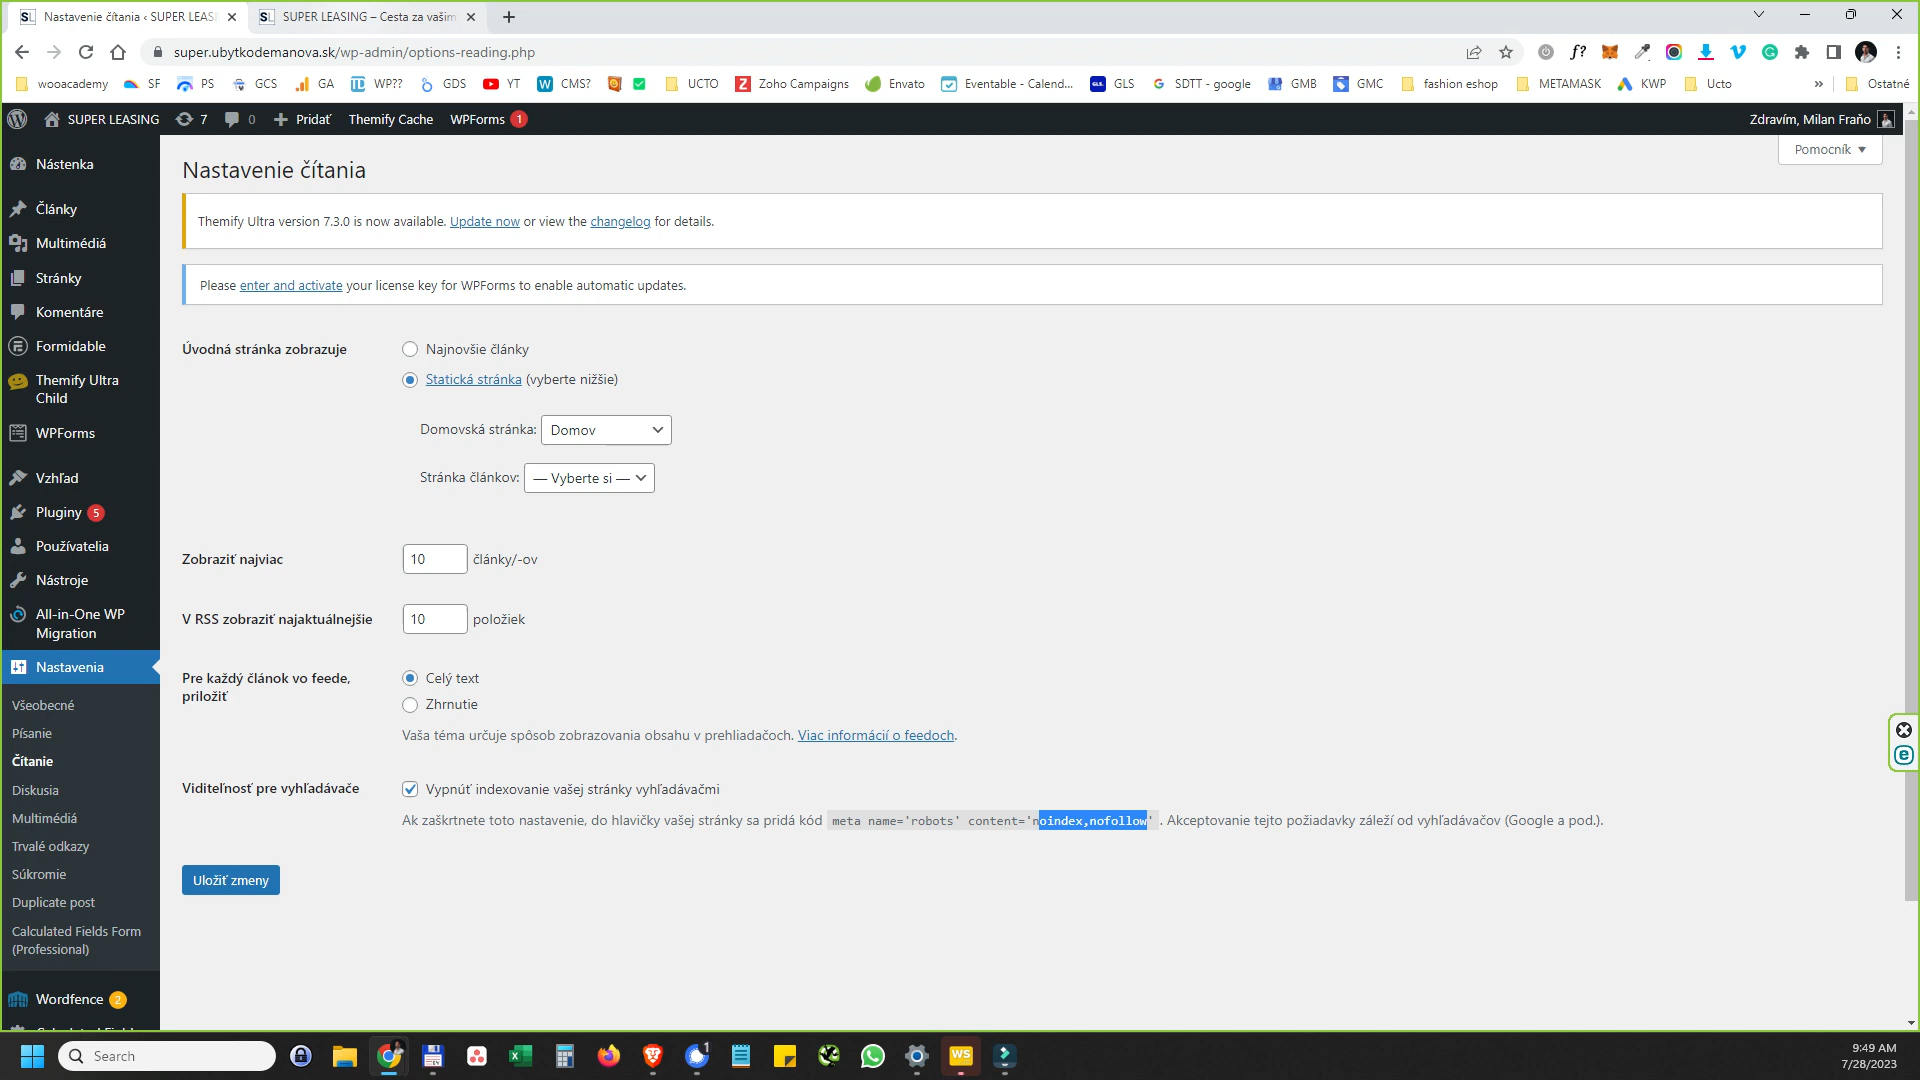 Nastavenie čítania ‹ SUPER LEAS
SUPER LEASING – Cesta za vašim
super.ubytkodemanova.sk/wp-admin/options-reading.php
wooacademy SF PS GCS GA WP?? GDS YT CMS? UCTO Zoho Campaigns Envato Eventable - Calend... GLS SDTT - google GMB GMC fashion eshop METAMASK KWP Ucto » Ostatné
SUPER LEASING 7 0 Pridať Themify Cache WPForms 1 Zdravím, Milan Fraňo
Pomocník
Nástenka
Články
Multimédiá
Stránky
Komentáre
Formidable
Themify Ultra
Child
WPForms
Vzhľad
Pluginy 5
Používatelia
Nástroje
All-in-One WP
Migration
Nastavenia
Všeobecné
Písanie
Čítanie
Diskusia
Multimédiá
Trvalé odkazy
Súkromie
Duplicate post
Calculated Fields Form
(Professional)
Wordfence 2
Nastavenie čítania
Themify Ultra version 7.3.0 is now available. Update now or view the changelog for details.
Please enter and activate your license key for WPForms to enable automatic updates.
Úvodná stránka zobrazuje
Najnovšie články
Statická stránka (vyberte nižšie)
Domovská stránka: Domov
Stránka článkov: — Vyberte si —
Zobraziť najviac 10 články/-ov
V RSS zobraziť najaktuálnejšie 10 položiek
Pre každý článok vo feede,
priložiť
Celý text
Zhrnutie
Vaša téma určuje spôsob zobrazovania obsahu v prehliadačoch. Viac informácií o feedoch.
Viditeľnosť pre vyhľadávače
Vypnúť indexovanie vašej stránky vyhľadávačmi
Ak zaškrtnete toto nastavenie, do hlavičky vašej stránky sa pridá kód meta name='robots' content='noindex,nofollow' . Akceptovanie tejto požiadavky záleží od vyhľadávačov (Google a pod.).
Uložiť zmeny
Search
1
WS
9:49 AM
7/28/2023